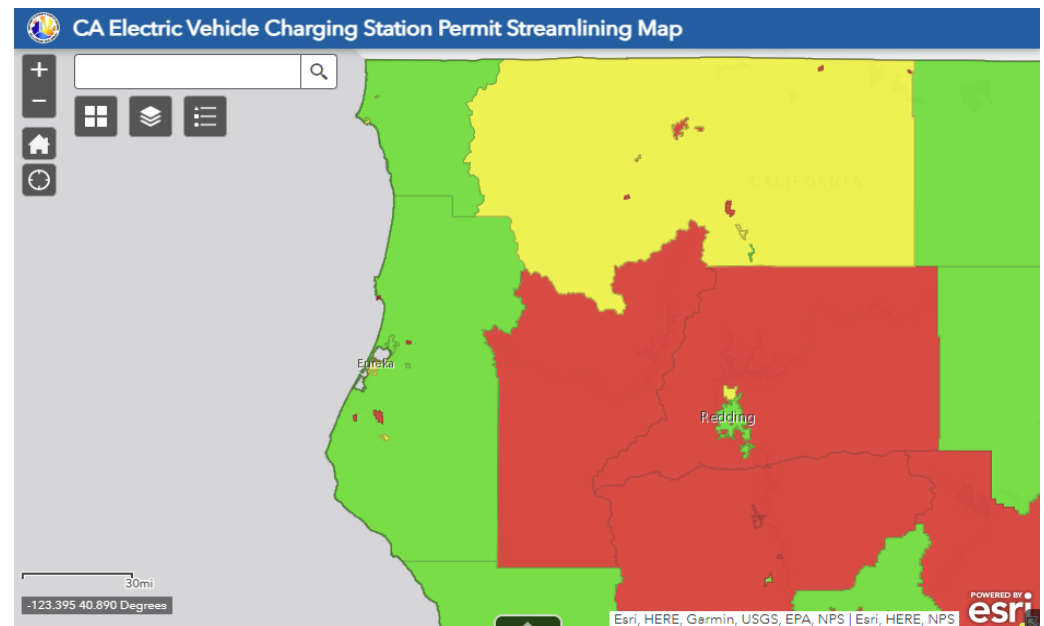 CA Electric Vehicle Charging Station Permit Streamlining Map
+
−
CALIFORNIA
Eureka
Redding
30mi
-123.395 40.890 Degrees
Esri, HERE, Garmin, USGS, EPA, NPS | Esri, HERE, NPS
POWERED BY
esri